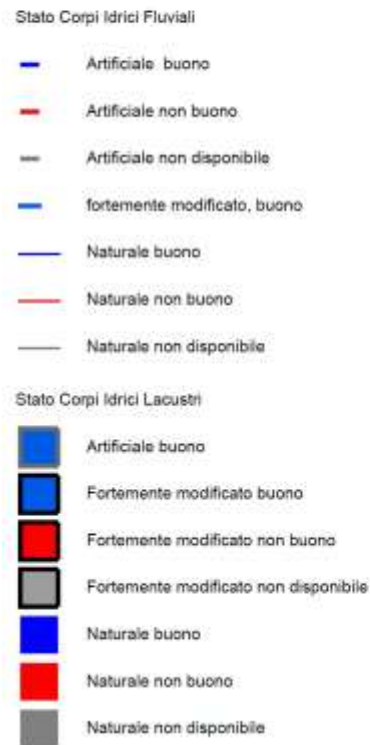 Stato Corpi Idrici Fluviali
Artificiale buono
Artificiale non buono
Artificiale non disponibile
fortemente modificato, buono
Naturale buono
Naturale non buono
Naturale non disponibile
Stato Corpi Idrici Lacustri
Artificiale buono
Fortemente modificato buono
Fortemente modificato non buono
Fortemente modificato non disponibile
Naturale buono
Naturale non buono
Naturale non disponibile